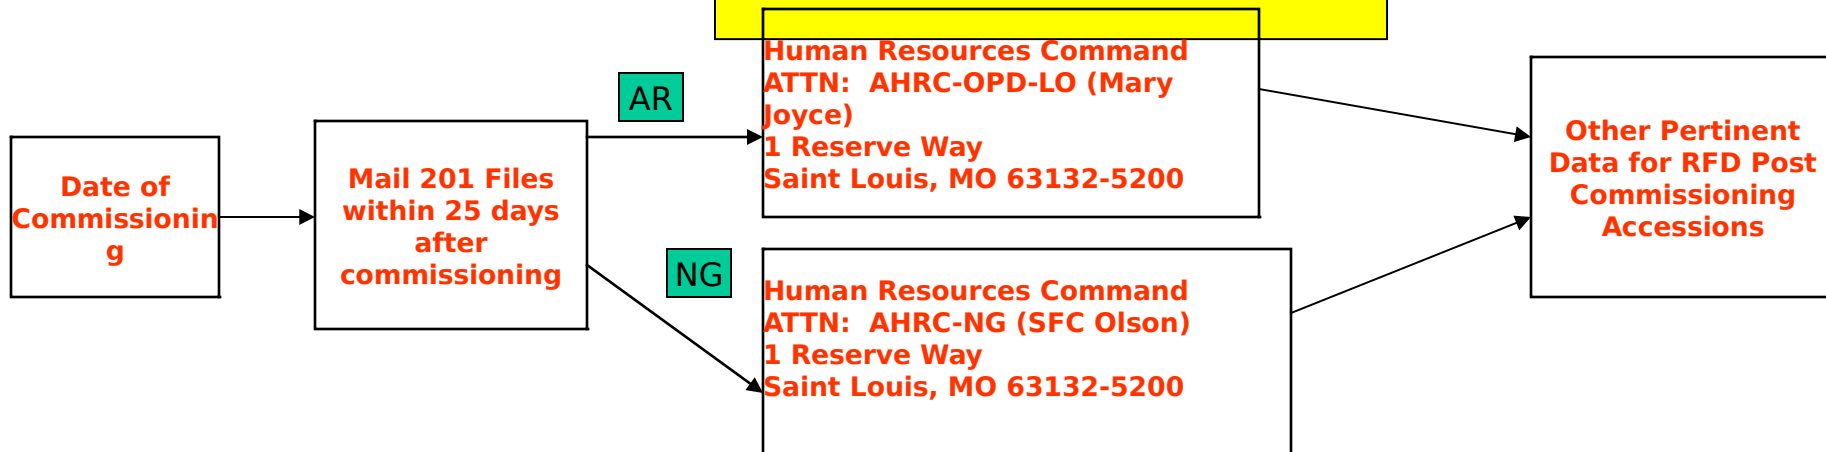 Date of
Commissionin
g
Mail 201 Files
within 25 days
after
commissioning
AR
Human Resources Command
ATTN:  AHRC-OPD-LO (Mary
Joyce)
1 Reserve Way
Saint Louis, MO 63132-5200
NG
Human Resources Command
ATTN:  AHRC-NG (SFC Olson)
1 Reserve Way
Saint Louis, MO 63132-5200
Other Pertinent
Data for RFD Post
Commissioning
Accessions